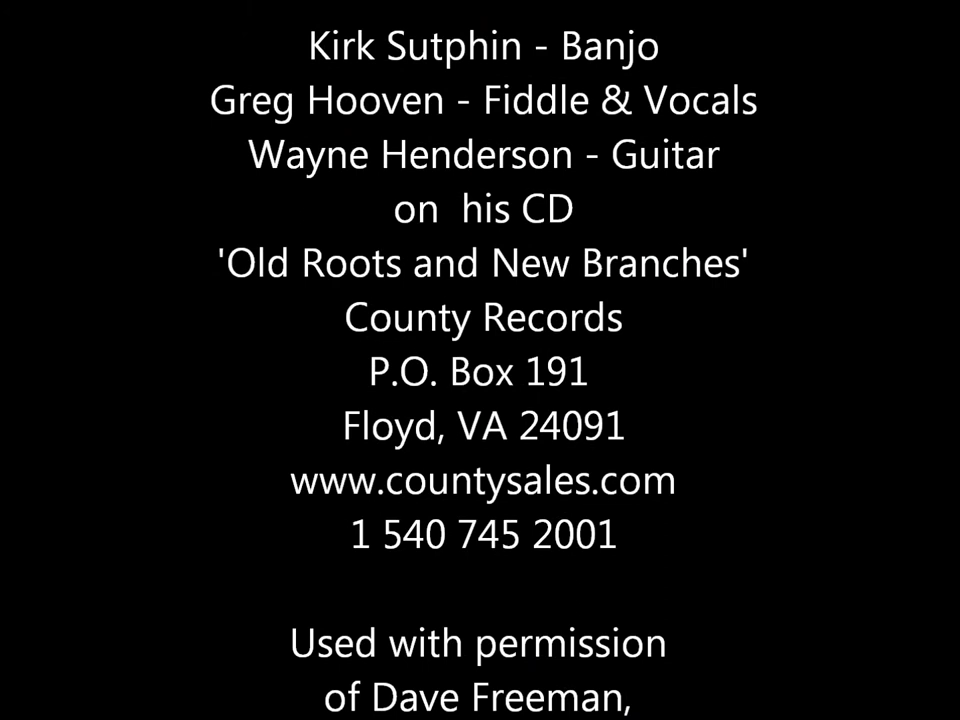 Kirk Sutphin - Banjo
Greg Hooven - Fiddle & Vocals
Wayne Henderson - Guitar
on  his CD
'Old Roots and New Branches'
County Records
P.O. Box 191
Floyd, VA 24091
www.countysales.com
1 540 745 2001
Used with permission
of Dave Freeman,